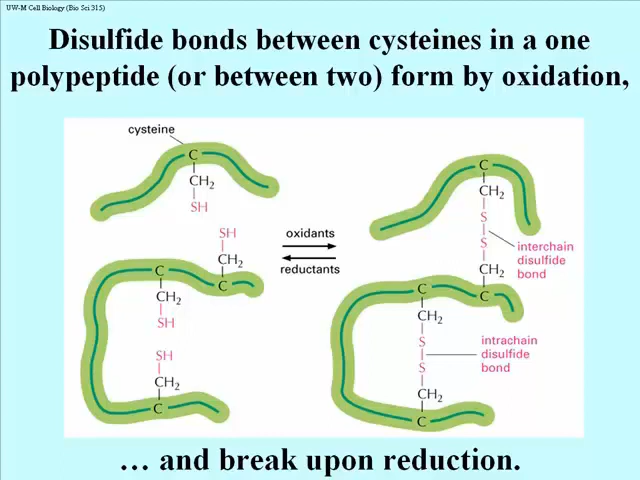 UW-M Cell Biology (Bio Sci 315)
Disulfide bonds between cysteines in a one
polypeptide (or between two) form by oxidation,
cysteine
C
CH2
SH
SH
CH2
C
C
CH2
SH
SH
CH2
C
oxidants
reductants
C
CH2
S
S
CH2
C
interchain
disulfide
bond
C
CH2
S
S
CH2
C
intrachain
disulfide
bond
… and break upon reduction.